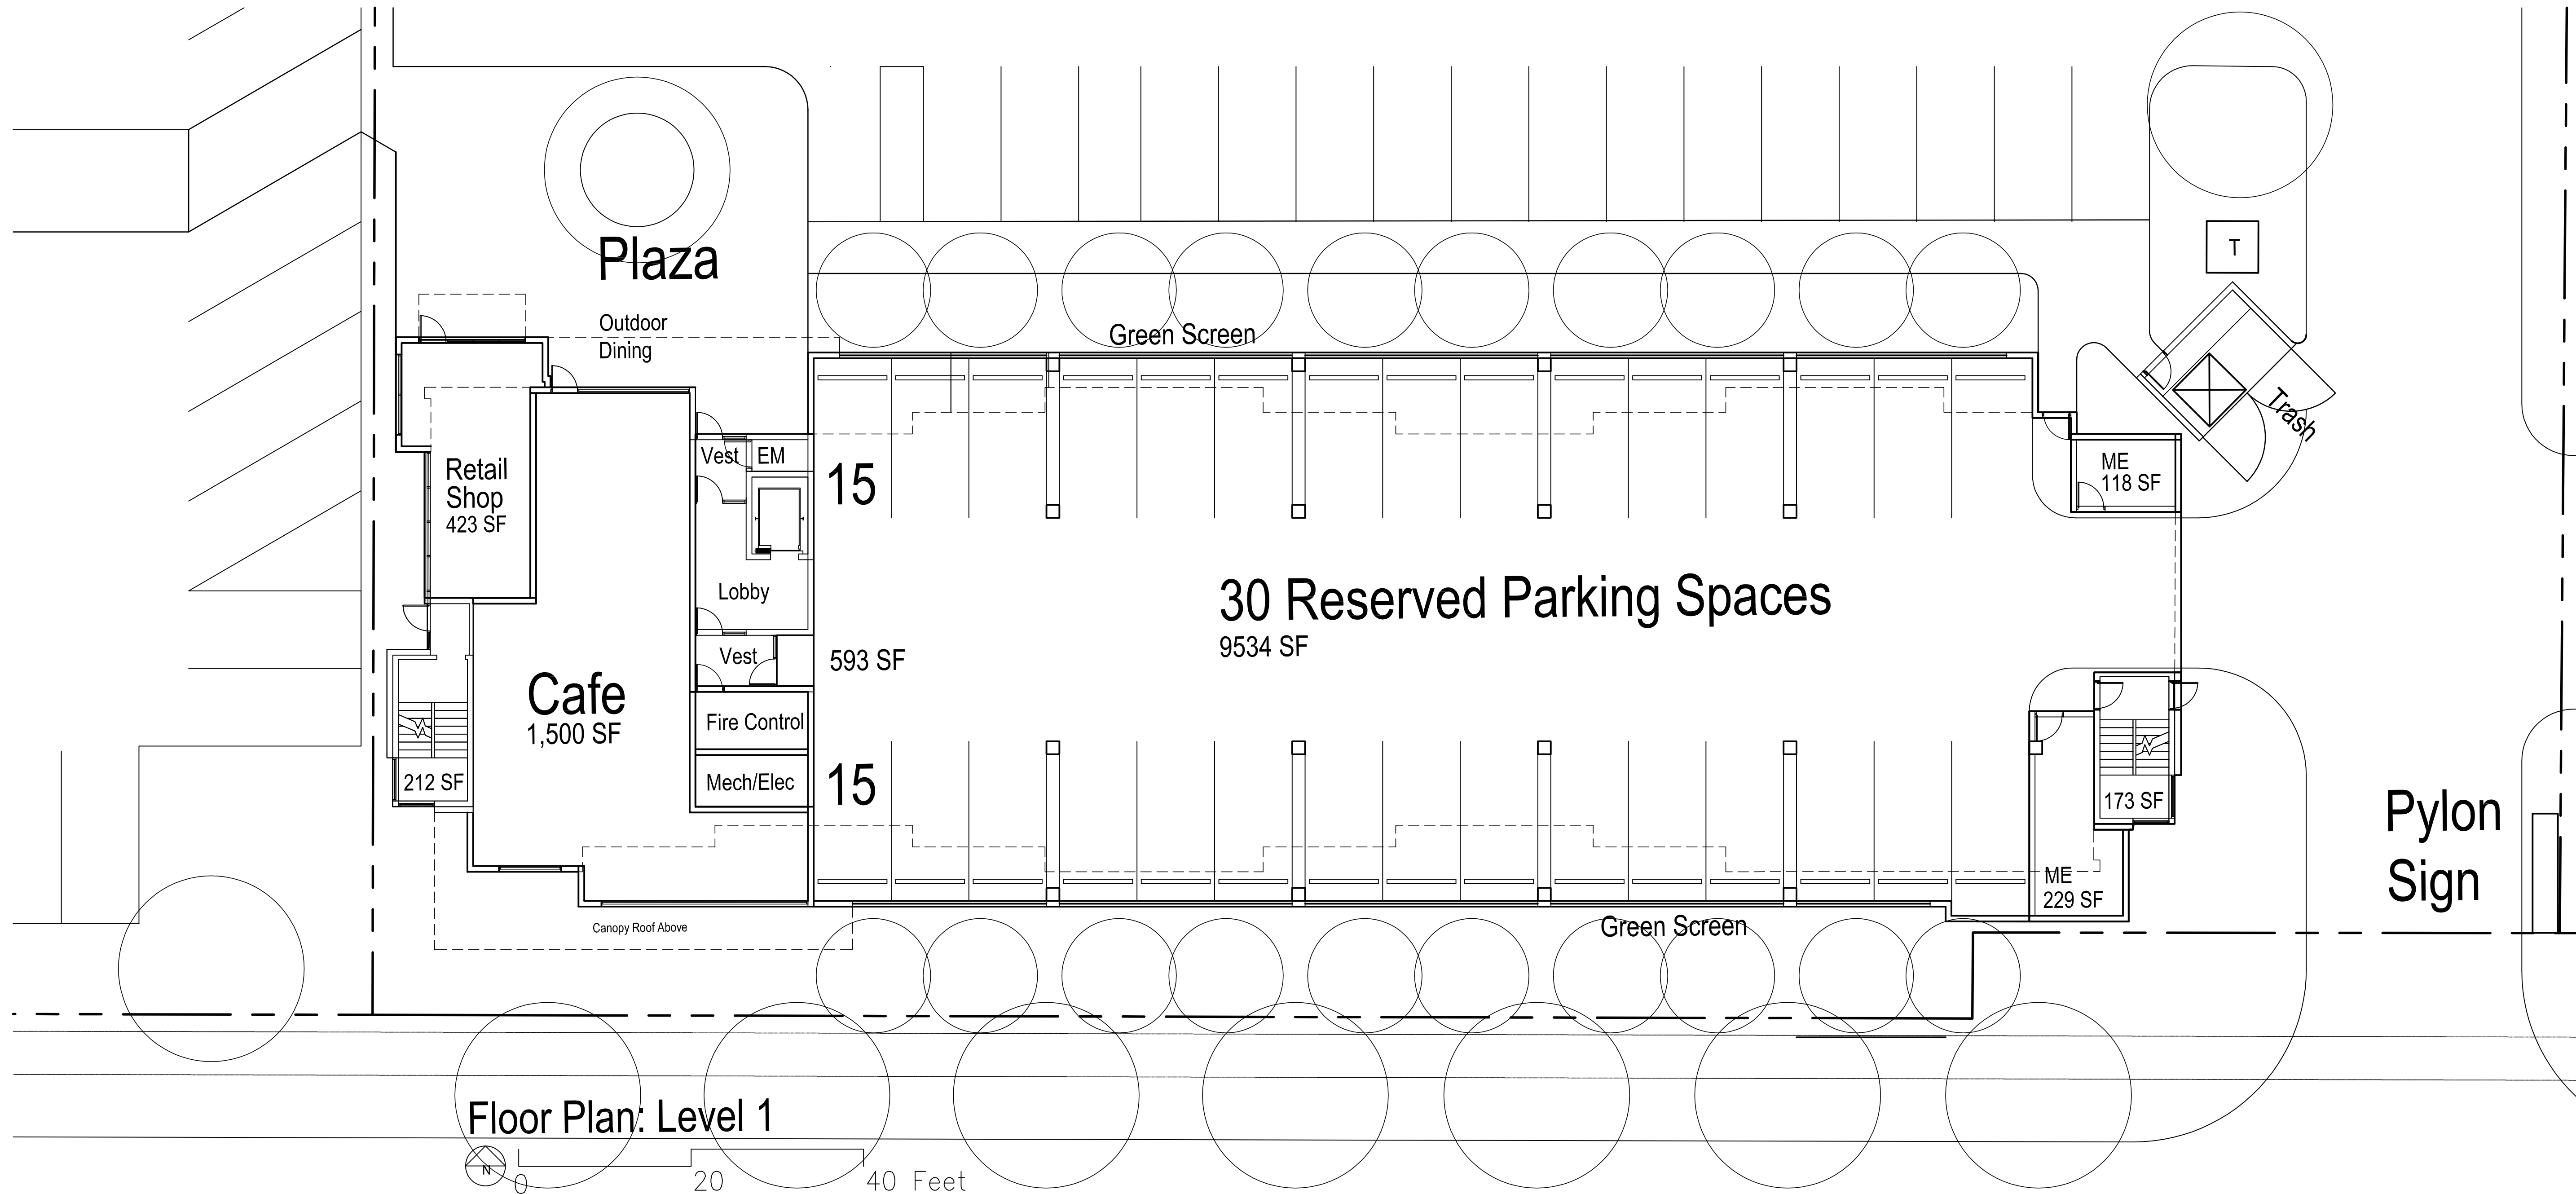 Plaza
T
Outdoor
Dining
Green Screen
Trash
Retail
Shop
423 SF
Vest
EM
15
ME
118 SF
Lobby
30 Reserved Parking Spaces
9534 SF
Vest
593 SF
Cafe
1,500 SF
Fire Control
Mech/Elec
15
212 SF
173 SF
Pylon
Sign
ME
229 SF
Canopy Roof Above
Green Screen
Floor Plan: Level 1
N
0
20
40 Feet